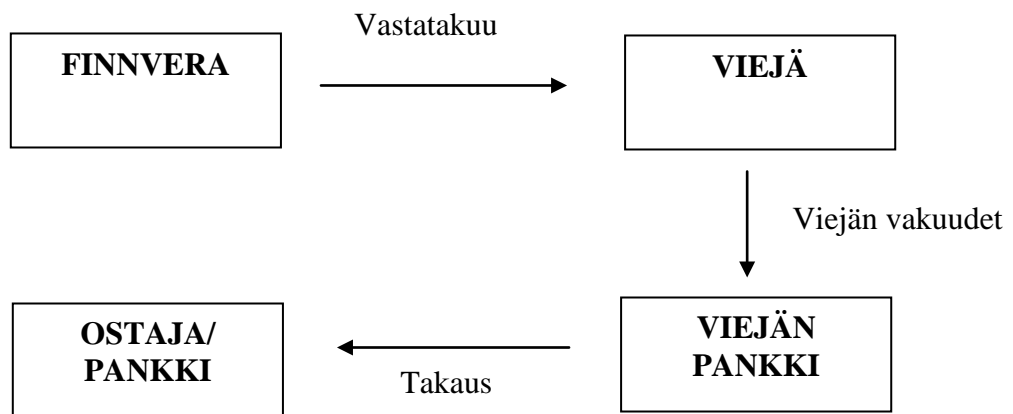 Vastatakuu
FINNVERA
VIEJÄ
Viejän vakuudet
OSTAJA/
PANKKI
Takaus
VIEJÄN
PANKKI